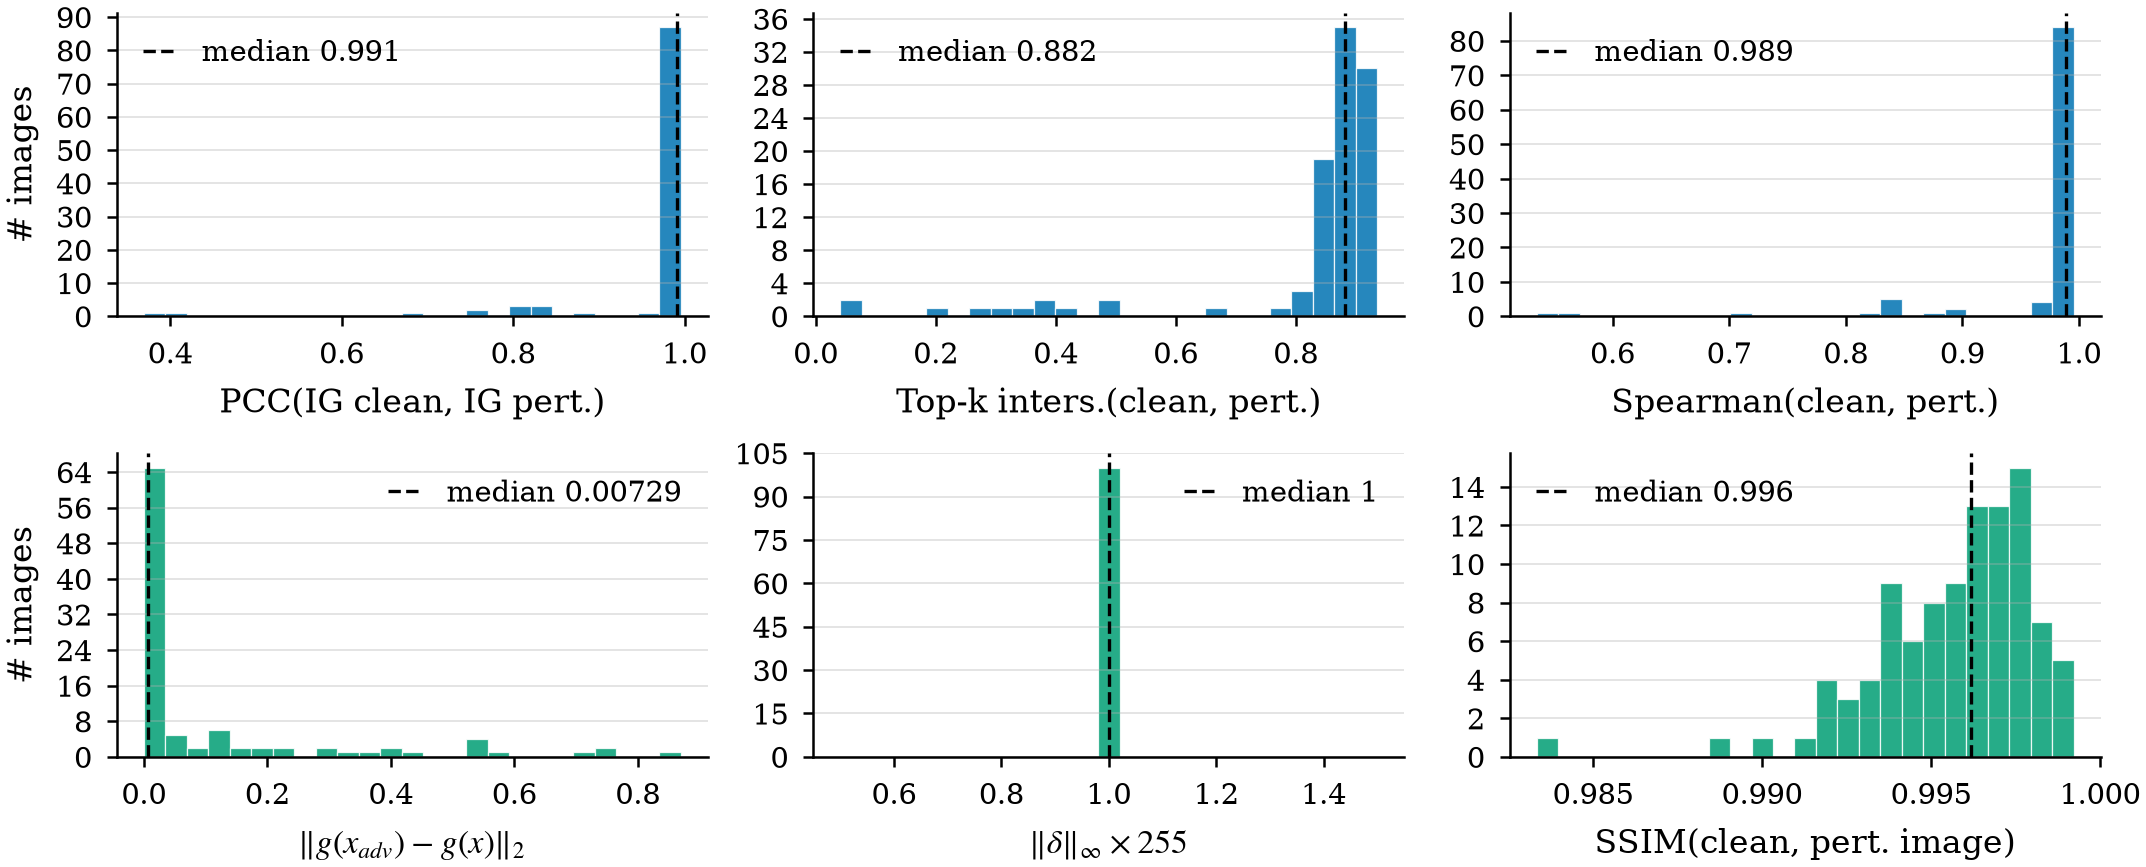 # images
90
80
70
60
50
40
30
20
10
0
median 0.991
0.4 0.6 0.8 1.0
PCC(IG clean, IG pert.)
36
32
28
24
20
16
12
8
4
0
median 0.882
0.0 0.2 0.4 0.6 0.8
Top-k inters.(clean, pert.)
80
70
60
50
40
30
20
10
0
median 0.989
0.6 0.7 0.8 0.9 1.0
Spearman(clean, pert.)
# images
64
56
48
40
32
24
16
8
0
median 0.00729
0.0 0.2 0.4 0.6 0.8
‖g(x_adv) − g(x)‖₂
105
90
75
60
45
30
15
0
median 1
0.6 0.8 1.0 1.2 1.4
‖δ‖∞ × 255
14
12
10
8
6
4
2
0
median 0.996
0.985 0.990 0.995 1.000
SSIM(clean, pert. image)